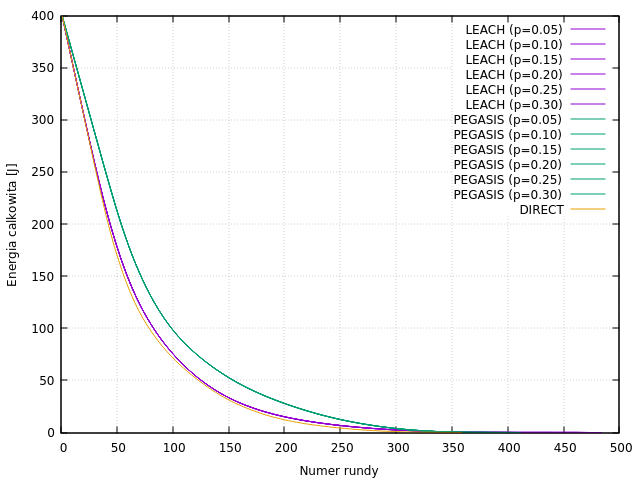 400
350
300
250
200
150
100
50
0
Energia calkowita [J]
LEACH (p=0.05)
LEACH (p=0.10)
LEACH (p=0.15)
LEACH (p=0.20)
LEACH (p=0.25)
LEACH (p=0.30)
PEGASIS (p=0.05)
PEGASIS (p=0.10)
PEGASIS (p=0.15)
PEGASIS (p=0.20)
PEGASIS (p=0.25)
PEGASIS (p=0.30)
DIRECT
0 50 100 150 200 250 300 350 400 450 500
Numer rundy